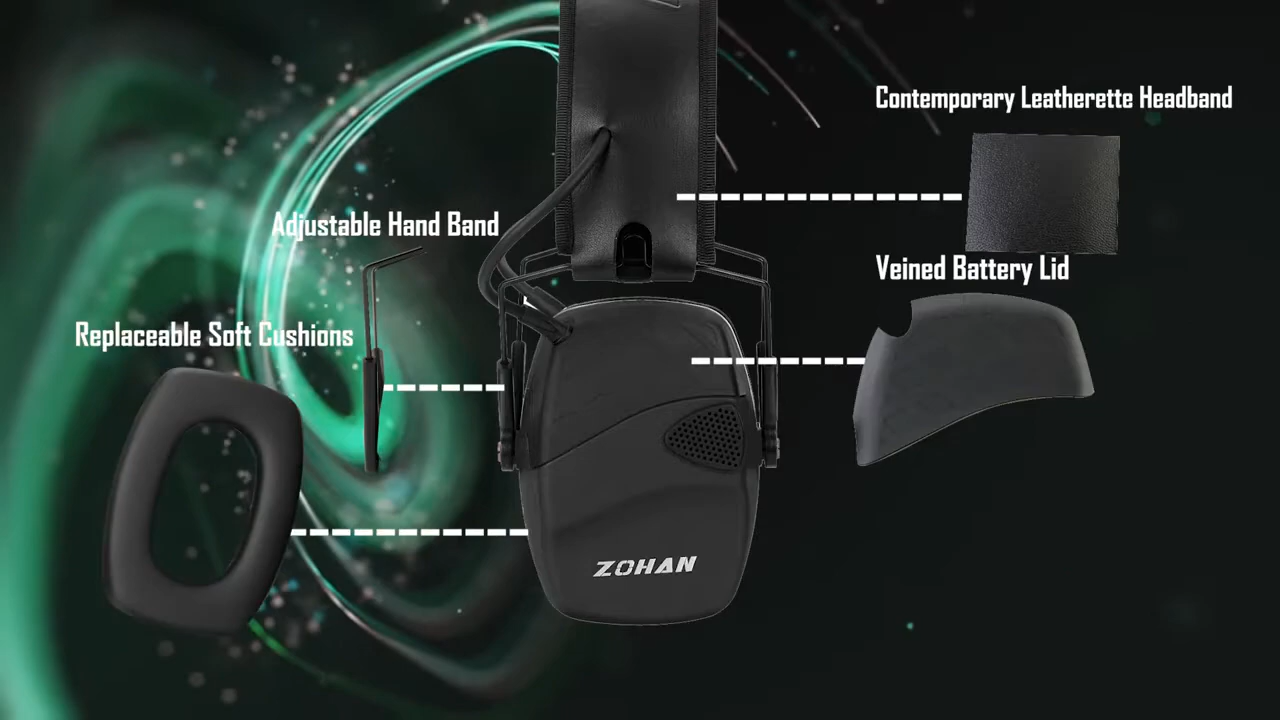 Contemporary Leatherette Headband
Adjustable Hand Band
Veined Battery Lid
Replaceable Soft Cushions
ZOHAN